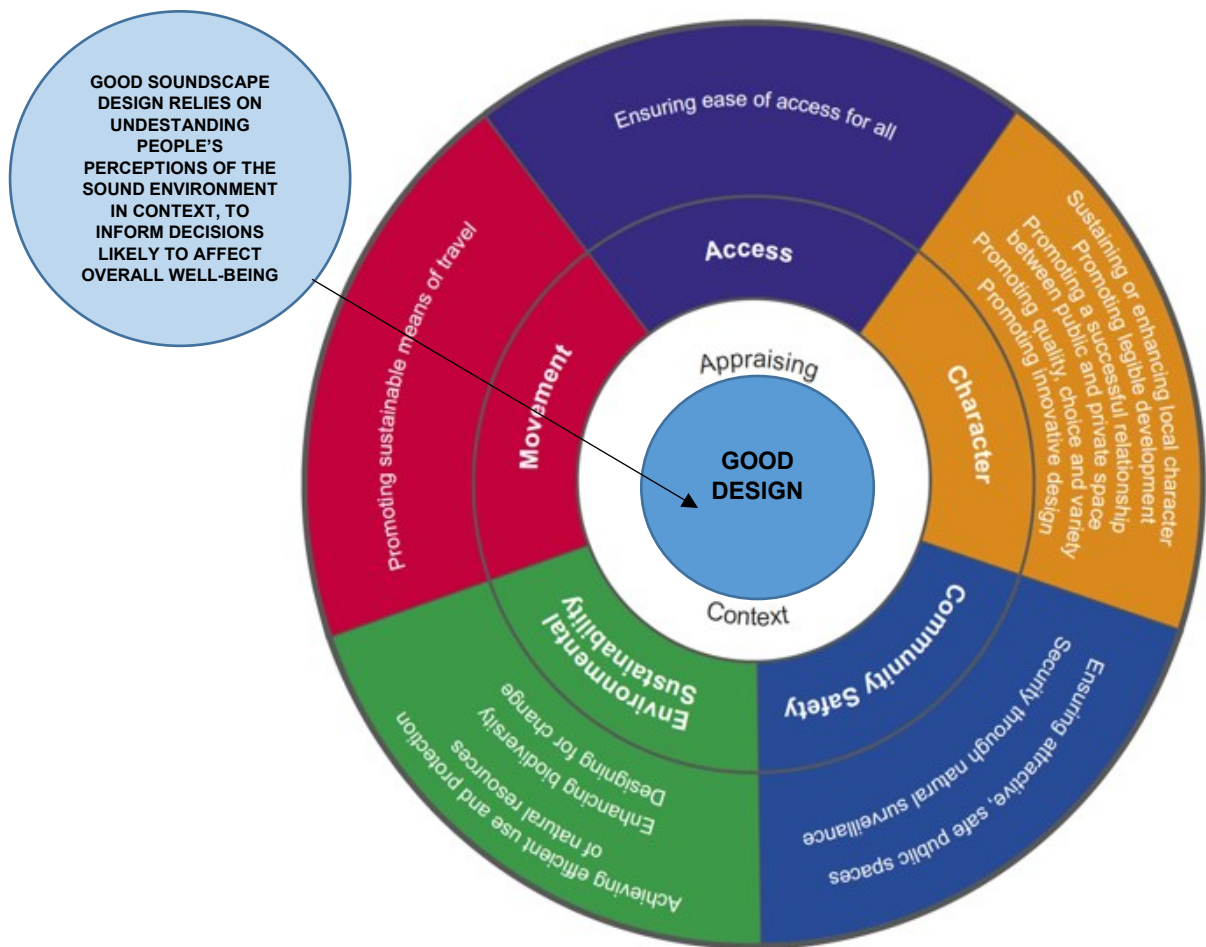 GOOD SOUNDSCAPE
DESIGN RELIES ON
UNDESTANDING
PEOPLE'S
PERCEPTIONS OF THE
SOUND ENVIRONMENT
IN CONTEXT, TO
INFORM DECISIONS
LIKELY TO AFFECT
OVERALL WELL-BEING
Ensuring ease of access for all
Access
Sustaining or enhancing local character
Promoting legible development
Promoting a successful relationship
between public and private space
Promoting quality, choice and variety
Promoting innovative design
Character
Ensuring attractive, safe public spaces
Security through natural surveillance
Community Safety
Environmental
Sustainability
Achieving efficient use and protection
of natural resources
Enhancing biodiversity
Designing for change
Promoting sustainable means of travel
Movement
Appraising
GOOD
DESIGN
Context